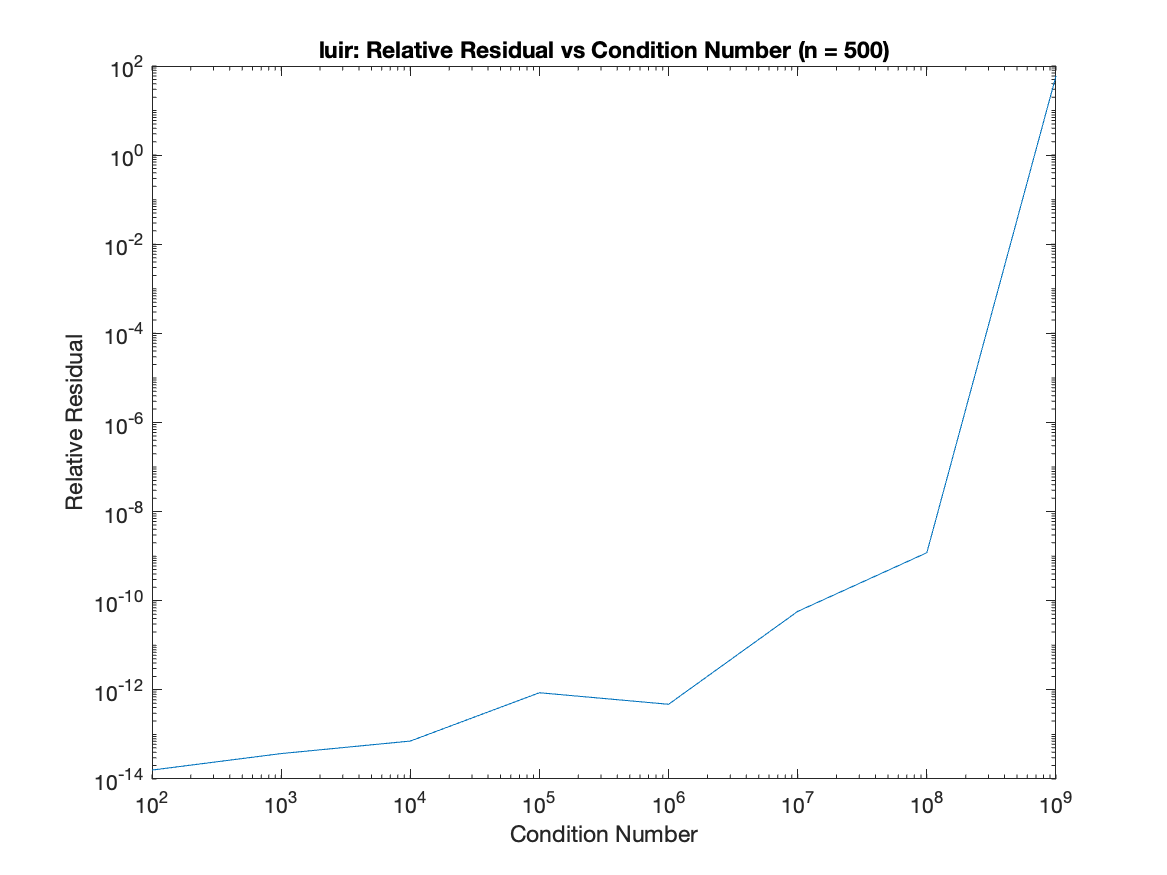 luir: Relative Residual vs Condition Number (n = 500)
10^2
10^0
10^-2
10^-4
10^-6
10^-8
10^-10
10^-12
10^-14
Relative Residual
10^2 10^3 10^4 10^5 10^6 10^7 10^8 10^9
Condition Number